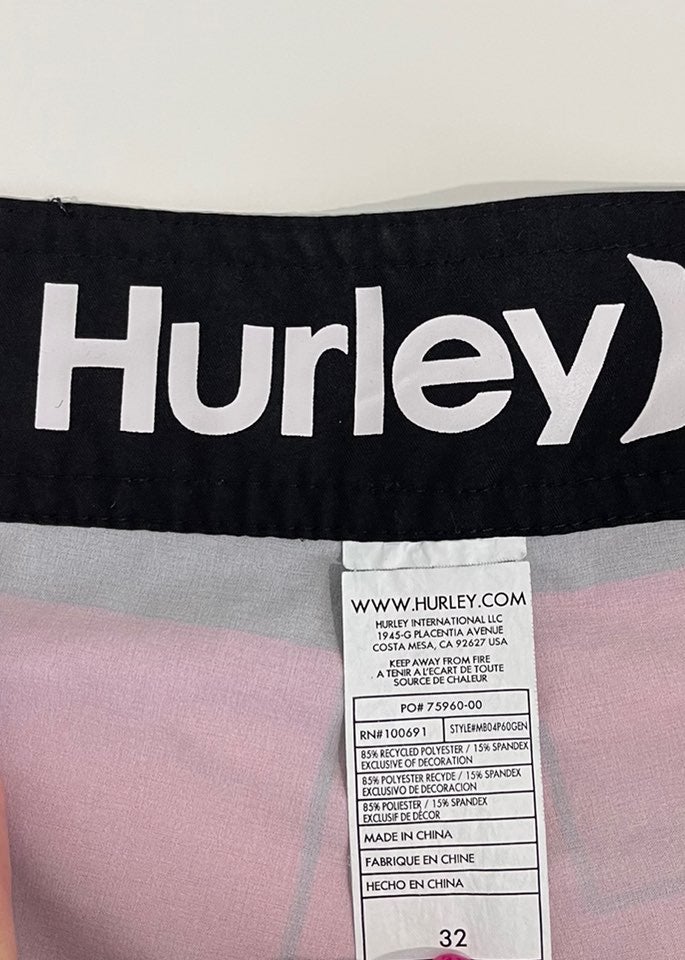 Hurley
WWW.HURLEY.COM
HURLEY INTERNATIONAL LLC
1945-G PLACENTIA AVENUE
COSTA MESA, CA 92627 USA
KEEP AWAY FROM FIRE
A TENIR A L'ECART DE TOUTE
SOURCE DE CHALEUR
PO# 75960-00
RN#100691 STYLE#MB04P60GEN
85% RECYCLED POLYESTER / 15% SPANDEX
EXCLUSIVE OF DECORATION
85% POLYESTER RECYDE / 15% SPANDEX
EXCLUSIVO DE DECORACION
85% POLIESTER / 15% SPANDEX
EXCLUSIF DE DÉCOR
MADE IN CHINA
FABRIQUE EN CHINE
HECHO EN CHINA
32